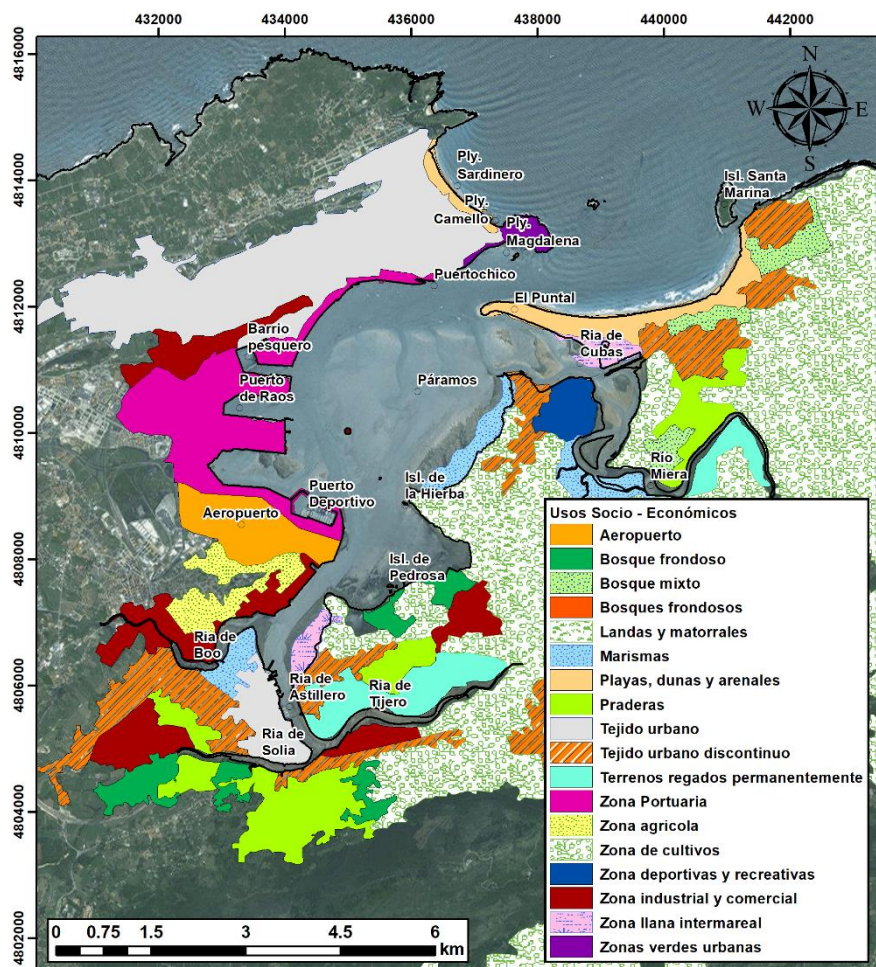 432000
434000
436000
438000
440000
442000
4816000
4814000
4812000
4810000
4808000
4806000
4804000
4802000
N
W
E
S
Ply.
Sardinero
Ply.
Camello
Ply.
Magdalena
Isl. Santa
Marina
Puertochico
El Puntal
Barrio
pesquero
Ria de
Cubas
Puerto
de Raos
Páramos
Rio
Miera
Isl. de
la Hierba
Puerto
Deportivo
Aeropuerto
Isl. de
Pedrosa
Ria de
Boo
Ria de
Astillero
Ria de
Tijero
Ria de
Solia
Usos Socio - Económicos
Aeropuerto
Bosque frondoso
Bosque mixto
Bosques frondosos
Landas y matorrales
Marismas
Playas, dunas y arenales
Praderas
Tejido urbano
Tejido urbano discontinuo
Terrenos regados permanentemente
Zona Portuaria
Zona agricola
Zona de cultivos
Zona deportivas y recreativas
Zona industrial y comercial
Zona llana intermareal
Zonas verdes urbanas
0 0.75 1.5 3 4.5 6
km